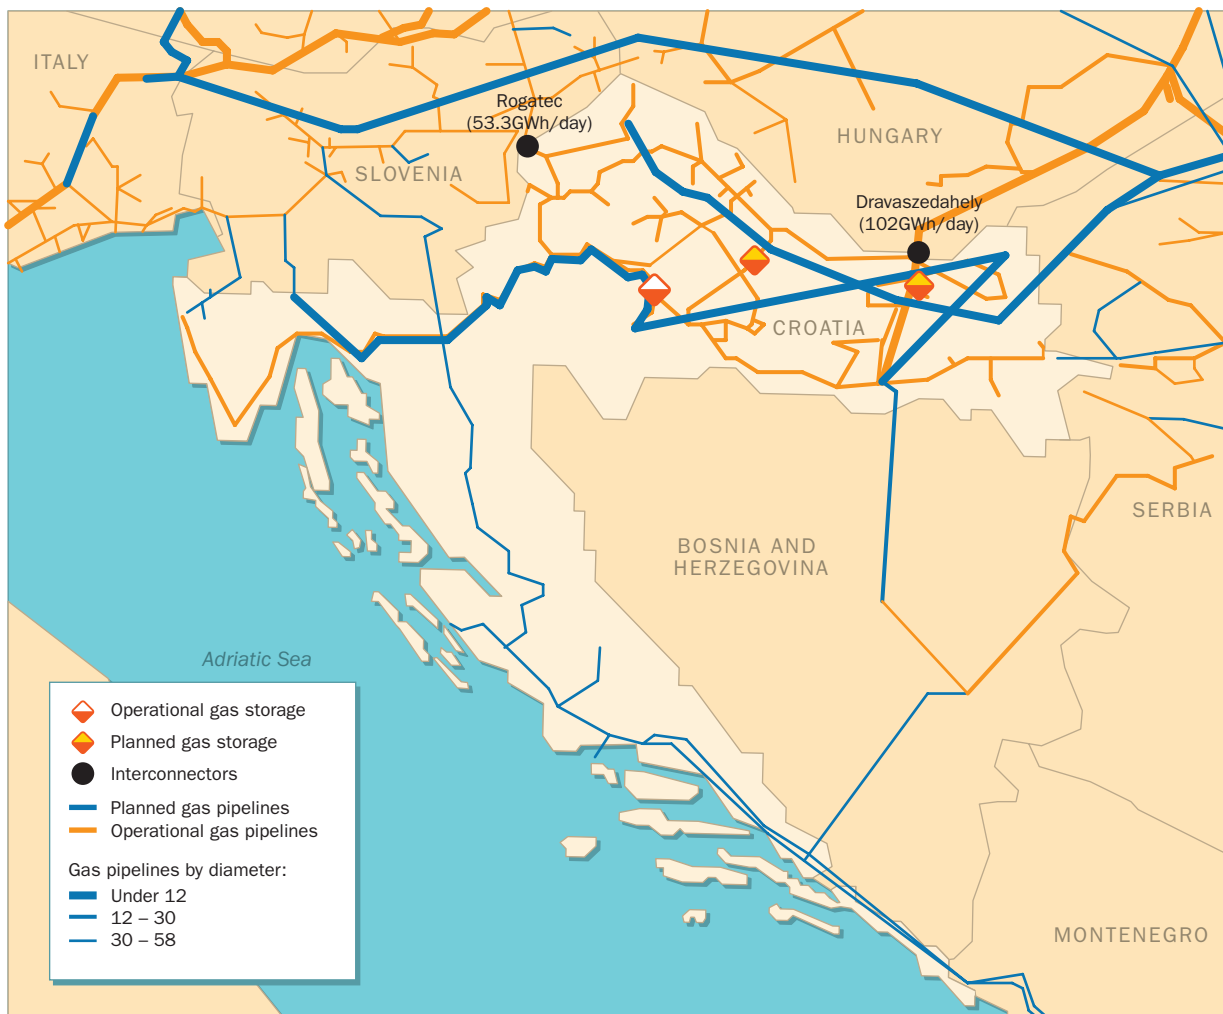 ITALY
Rogatec
(53.3GWh/day)
HUNGARY
SLOVENIA
Dravaszedahely
(102GWh/day)
CROATIA
SERBIA
BOSNIA AND
HERZEGOVINA
Adriatic Sea
Operational gas storage
Planned gas storage
Interconnectors
Planned gas pipelines
Operational gas pipelines
Gas pipelines by diameter:
Under 12
12 – 30
30 – 58
MONTENEGRO